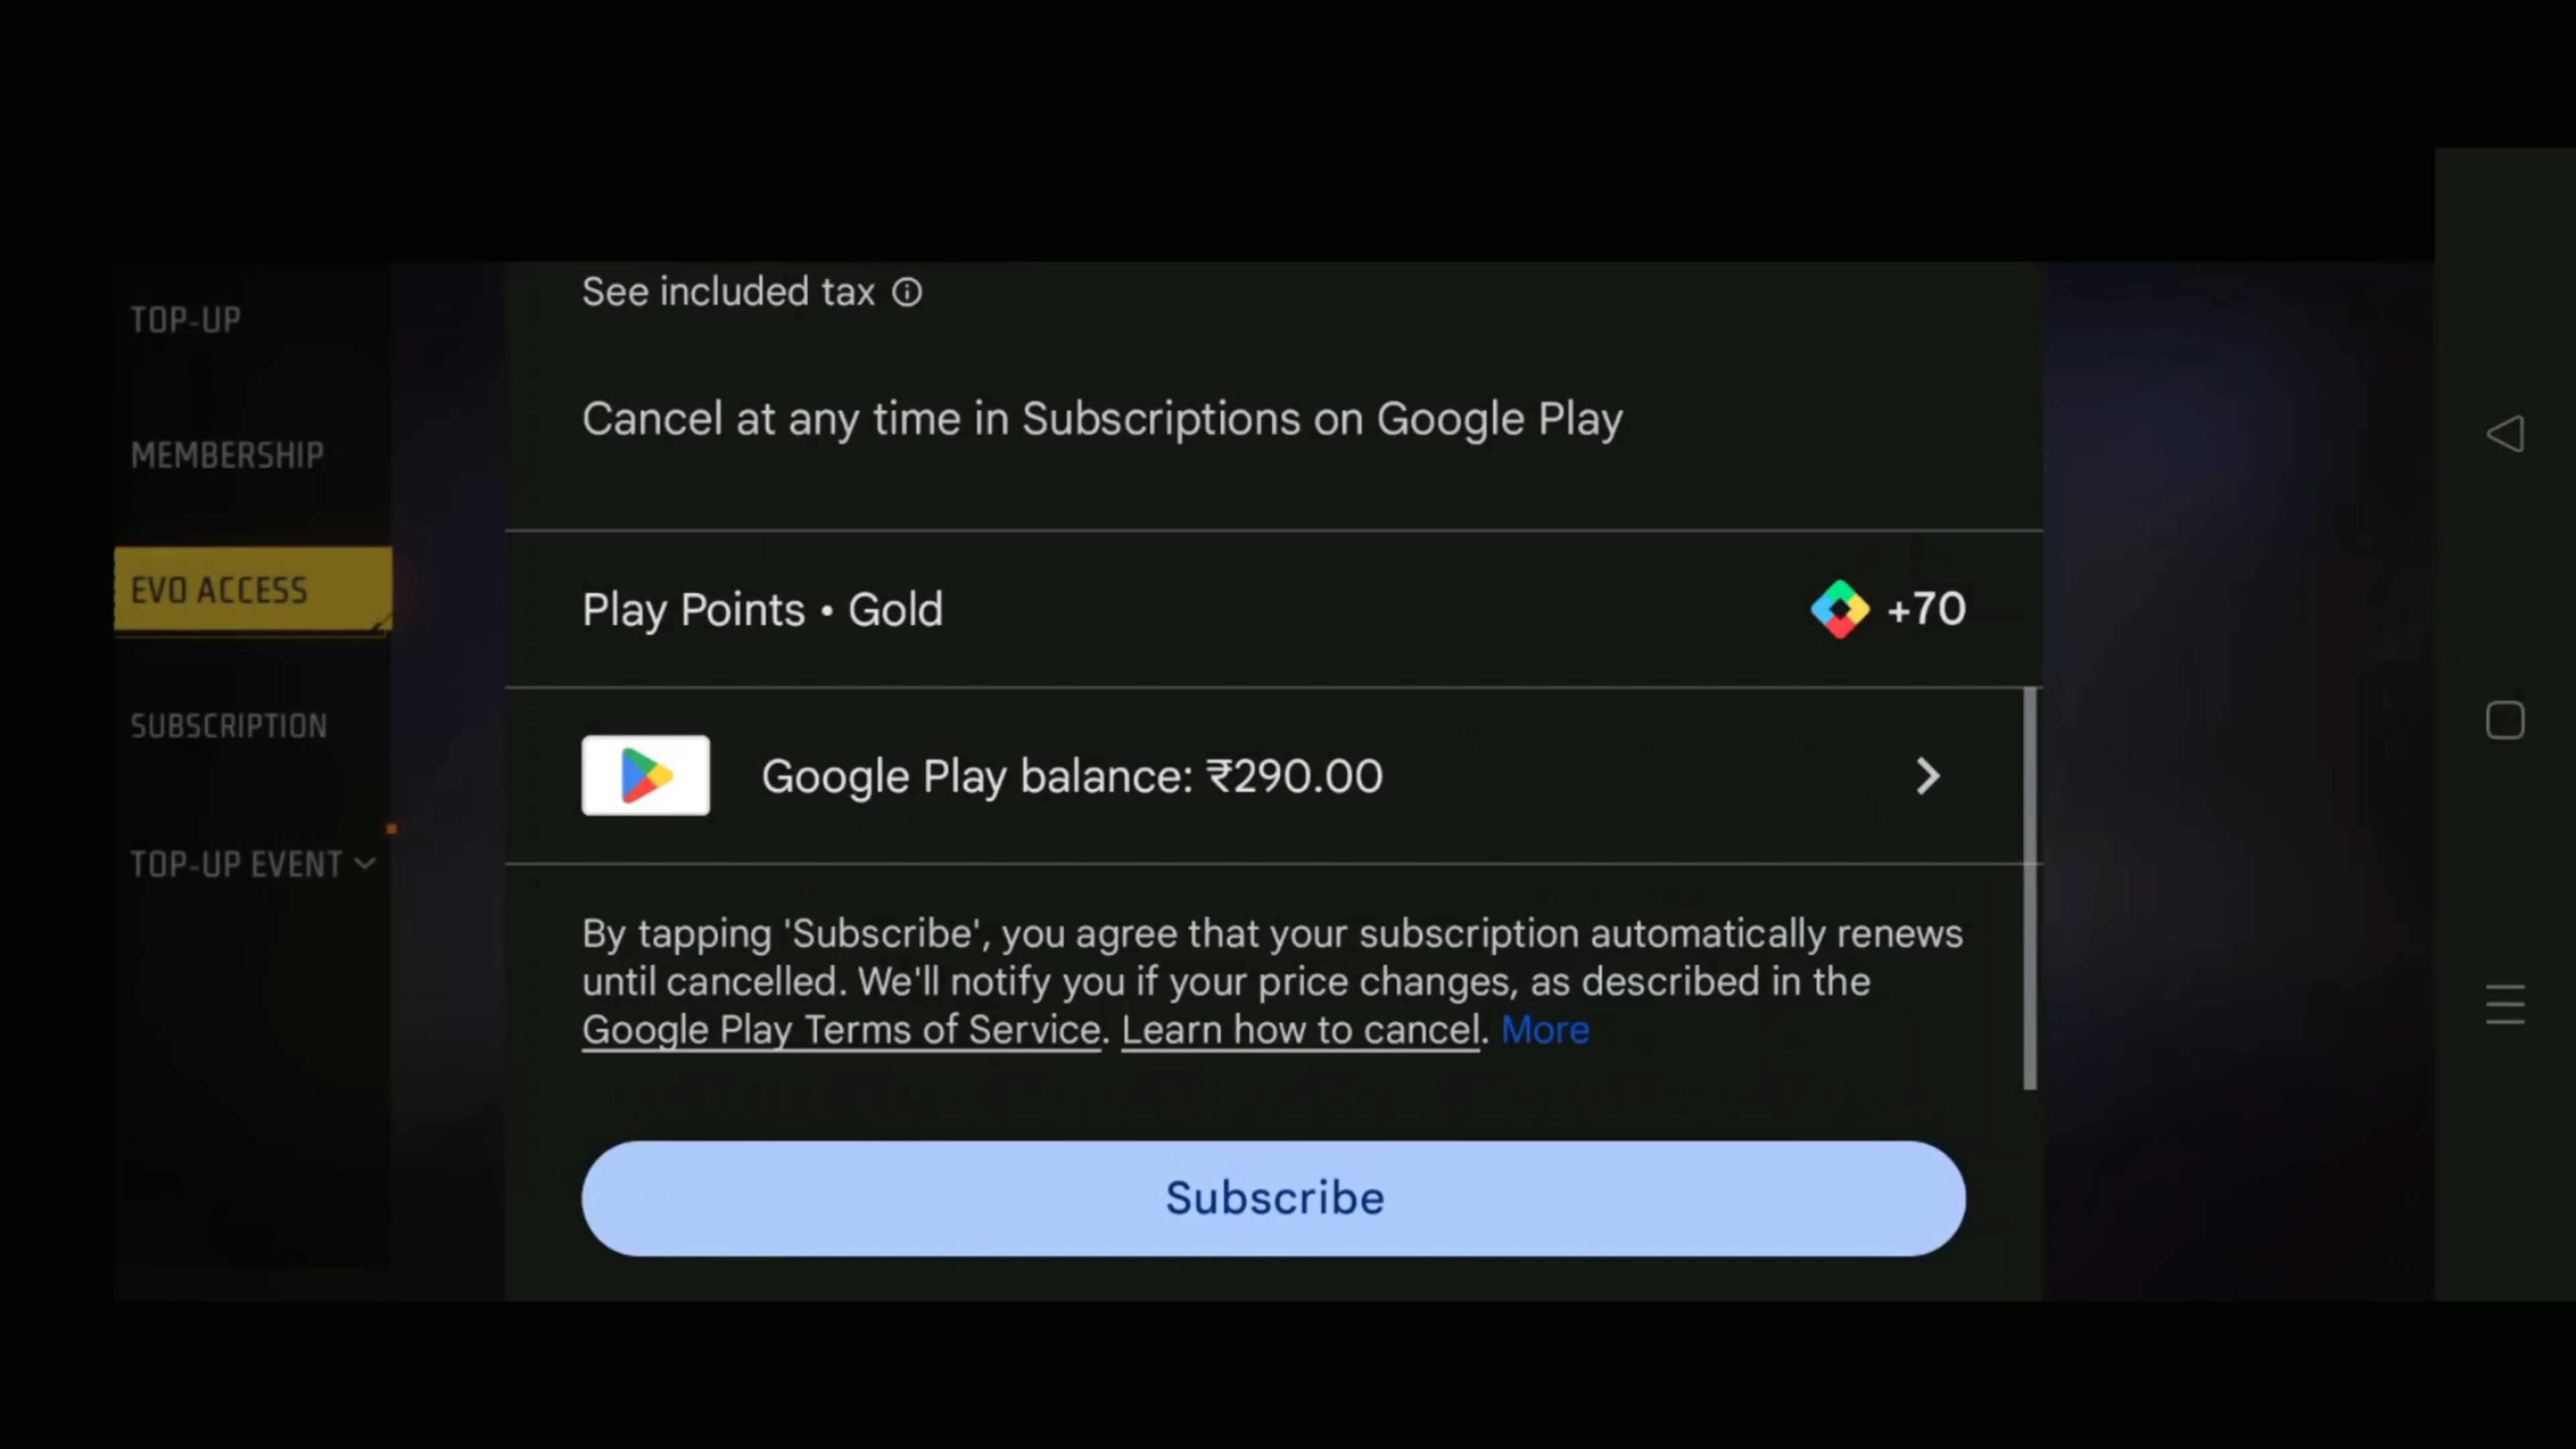 TOP-UP
MEMBERSHIP
EVO ACCESS
SUBSCRIPTION
TOP-UP EVENT
See included tax
Cancel at any time in Subscriptions on Google Play
Play Points • Gold
+70
Google Play balance: ₹290.00
By tapping 'Subscribe', you agree that your subscription automatically renews
until cancelled. We'll notify you if your price changes, as described in the
Google Play Terms of Service. Learn how to cancel. More
Subscribe